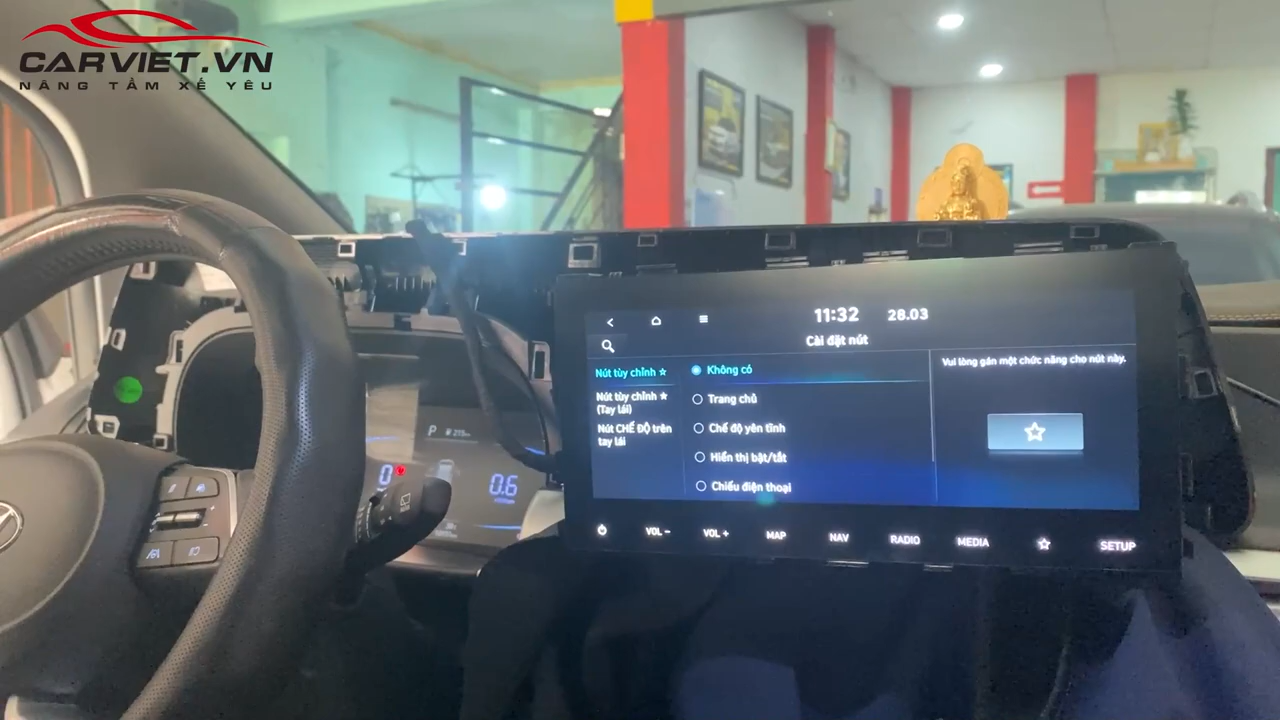 CARVIET.VN
NÂNG TẦM XẾ YÊU
11:32 28.03
Cài đặt nút
Nút tùy chỉnh ☆
Nút tùy chỉnh ★
(Tay lái)
Nút CHẾ ĐỘ trên
tay lái
Không có
Trang chủ
Chế độ yên tĩnh
Hiển thị bật/tắt
Chiếu điện thoại
Vui lòng gán một chức năng cho nút này.
VOL − VOL + MAP NAV RADIO MEDIA ☆ SETUP
P
0
0.6